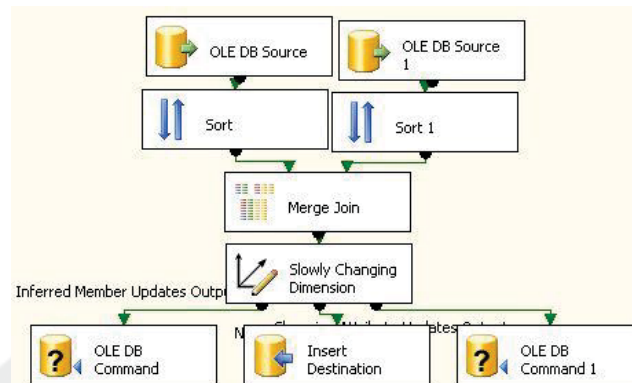 OLE DB Source
OLE DB Source
1
Sort
Sort 1
Merge Join
Slowly Changing
Dimension
Inferred Member Updates Outpu
OLE DB
Command
Insert
Destination
OLE DB
Command 1